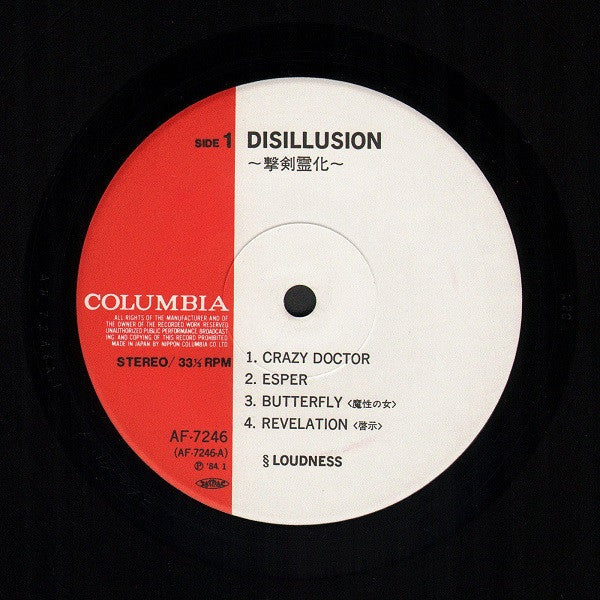 SIDE 1 DISILLUSION
～撃剣霊化～
COLUMBIA
ALL RIGHTS OF THE MANUFACTURER AND OF
THE OWNER OF THE RECORDED WORK RESERVED
UNAUTHORIZED PUBLIC PERFORMANCE BROADCAST,
ING AND COPYING OF THIS RECORD PROHIBITED
MADE IN JAPAN BY NIPPON COLUMBIA CO. LTD
STEREO/ 33⅓ RPM
1. CRAZY DOCTOR
2. ESPER
3. BUTTERFLY〈魔性の女〉
4. REVELATION〈啓示〉
§ LOUDNESS
AF-7246
(AF-7246-A)
Ⓟ '84. 1